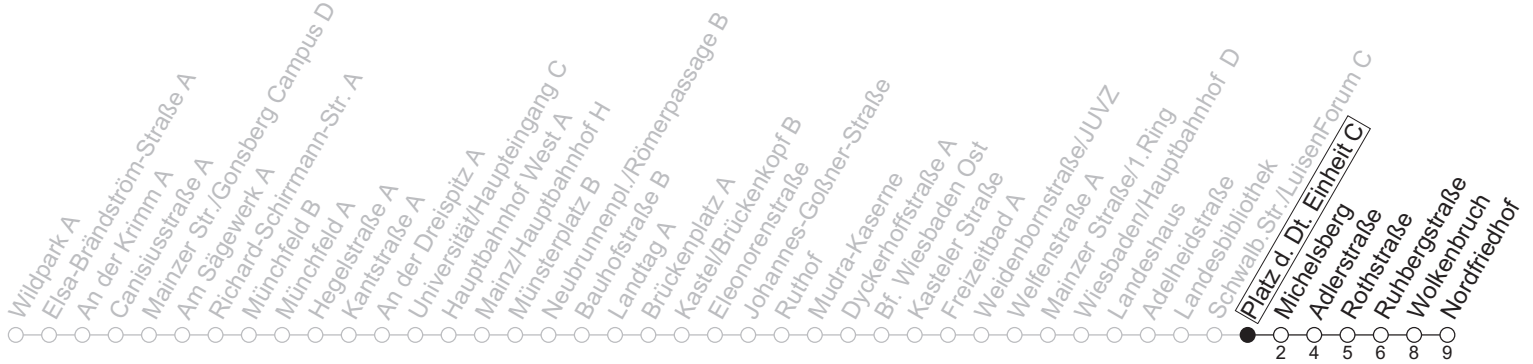 Wildpark A
Elsa-Brändström-Straße A
An der Krimm A
Canisiusstraße A
Mainzer Str./Gonsberg Campus D
Am Sägewerk A
Richard-Schirrmann-Str. A
Münchfeld B
Münchfeld A
Hegelstraße A
Kantstraße A
An der Dreispitz A
Universität/Haupteingang C
Hauptbahnhof West A
Mainz/Hauptbahnhof H
Münsterplatz B
Neubrunnenpl./Römerpassage B
Bauhofstraße B
Landtag A
Brückenplatz A
Kastel/Brückenkopf B
Eleonorenstraße
Johannes-Goßner-Straße
Ruthof
Mudra-Kaserne
Dyckerhoffstraße A
Bf. Wiesbaden Ost
Kasteler Straße
Freizeitbad A
Weidenbornstraße/JUVZ
Welfenstraße A
Mainzer Straße/1.Ring
Wiesbaden/Hauptbahnhof D
Landeshaus
Adelheidstraße
Landesbibliothek
Schwalb.Str./LuisenForum C
Platz d. Dt. Einheit C
Michelsberg
Adlerstraße
Rothstraße
Ruhbergstraße
Wolkenbruch
Nordfriedhof
2 4 5 6 8 9